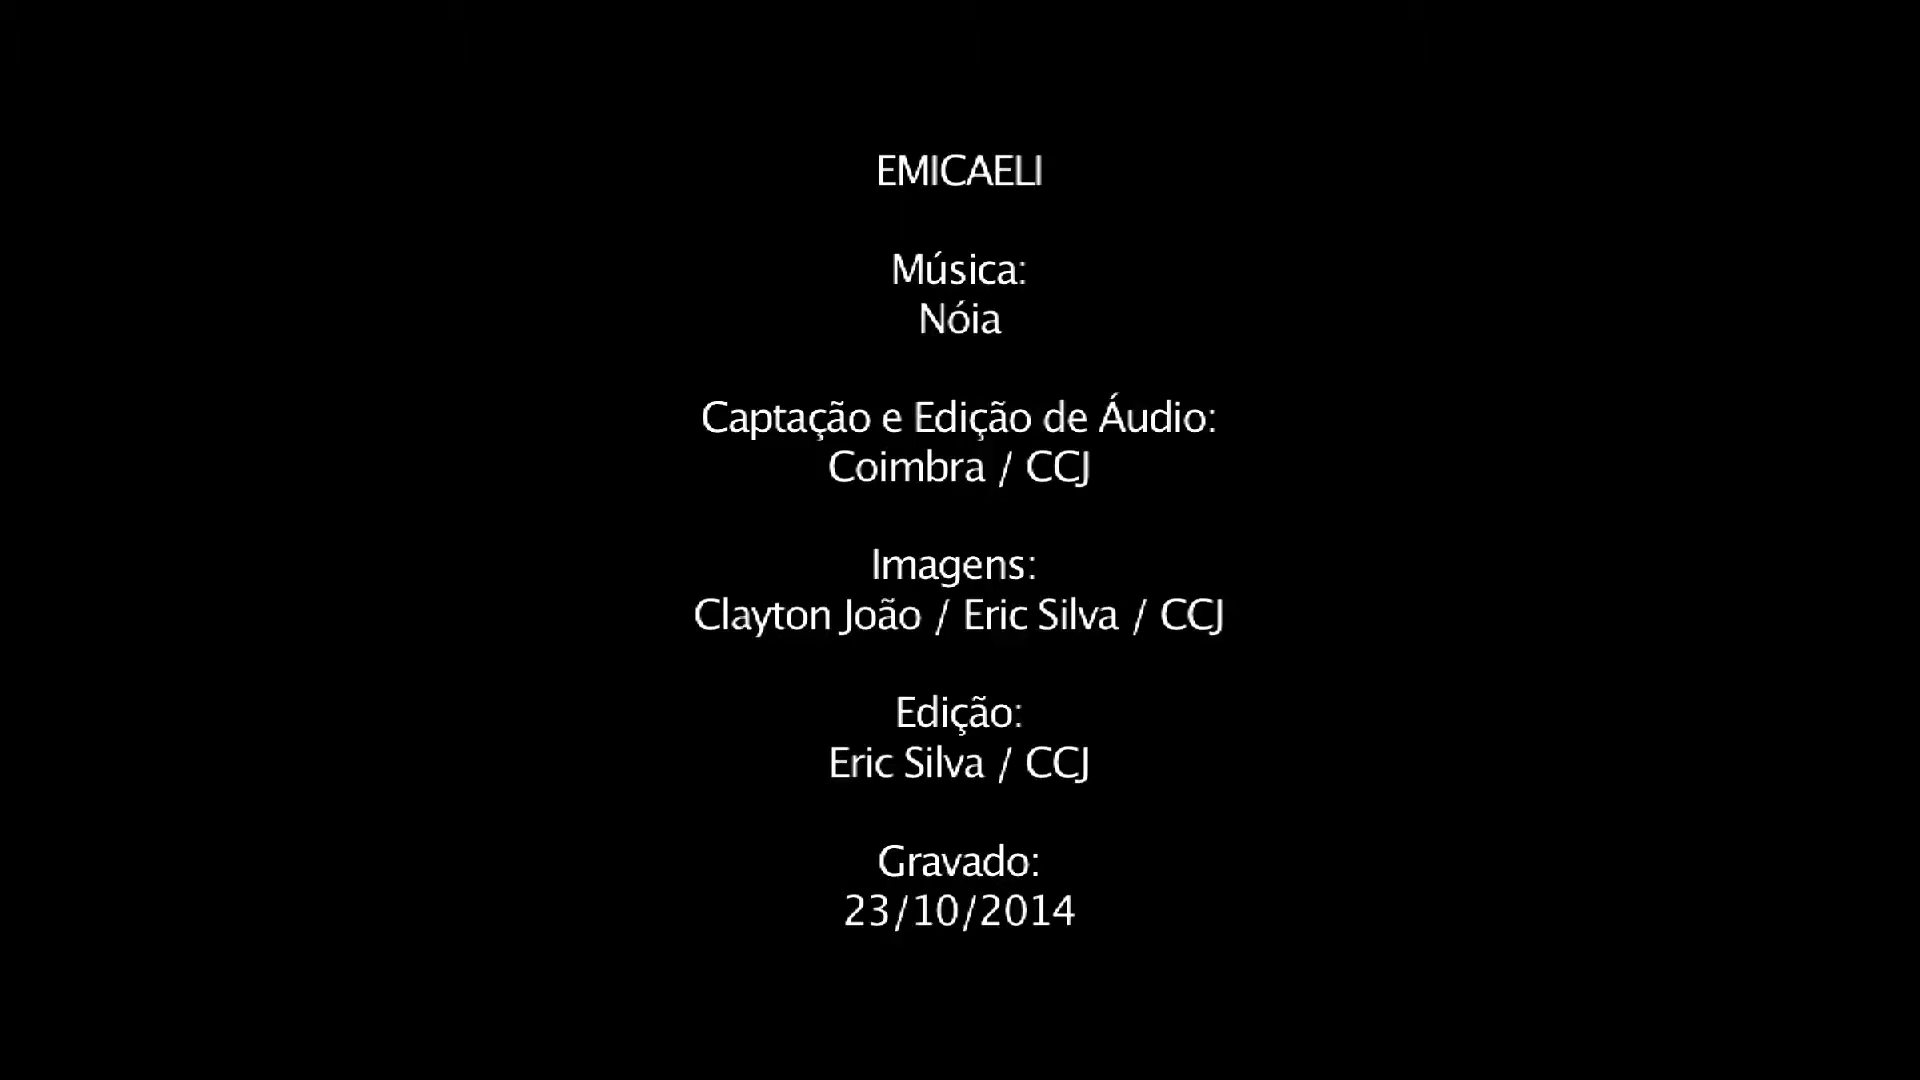 EMICAELI
Música:
Nóia
Captação e Edição de Áudio:
Coimbra / CCJ
Imagens:
Clayton João / Eric Silva / CCJ
Edição:
Eric Silva / CCJ
Gravado:
23/10/2014